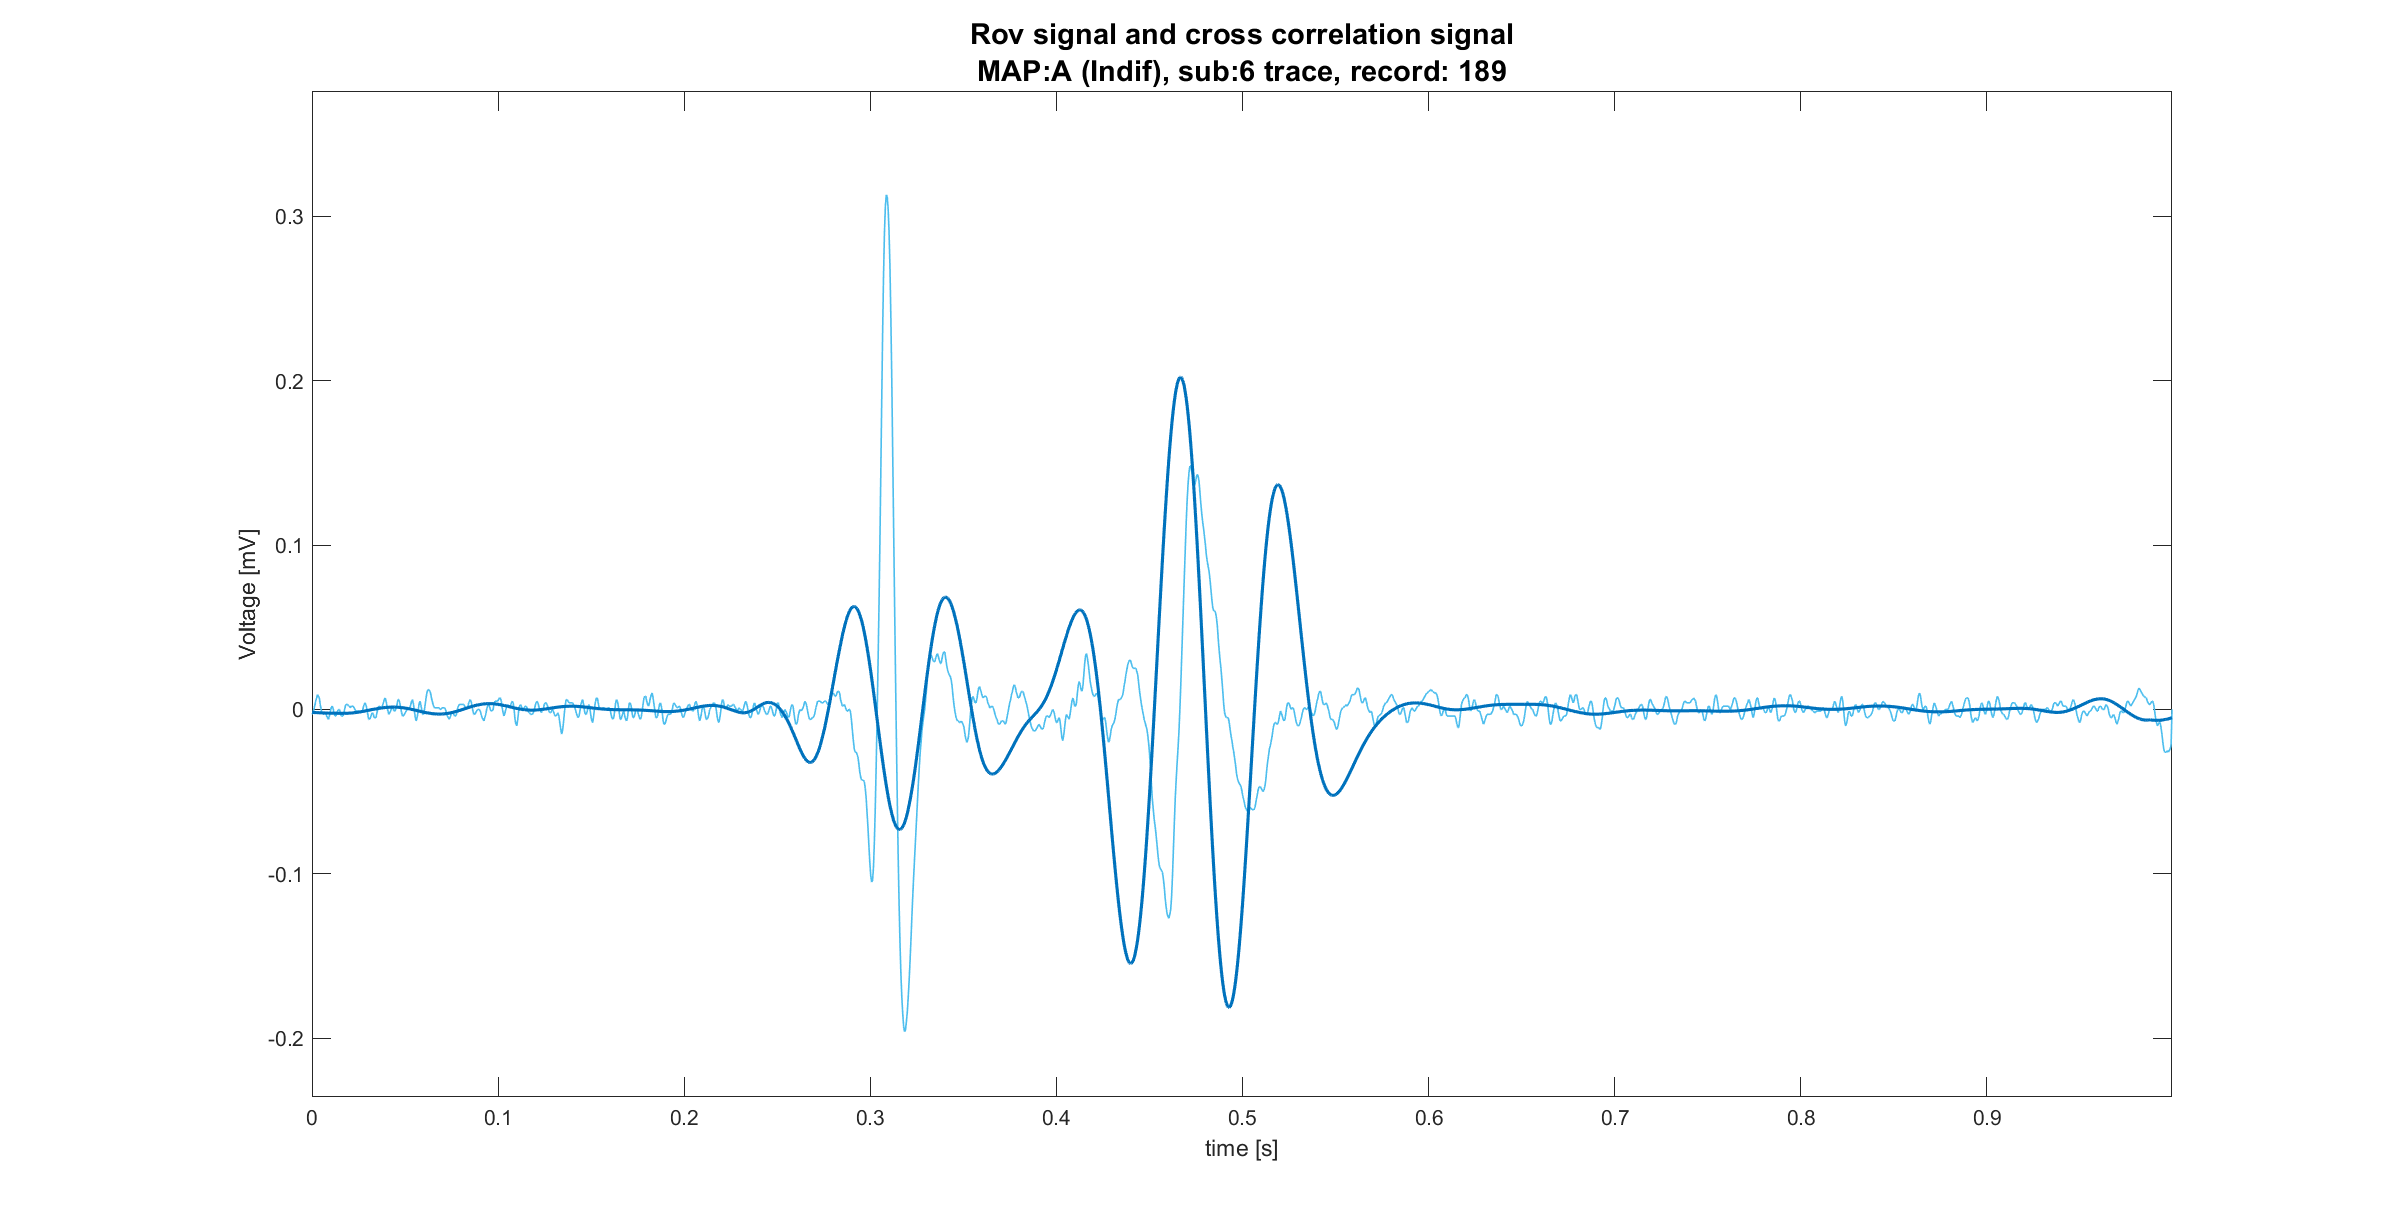 Rov signal and cross correlation signal
MAP:A (Indif), sub:6 trace, record: 189
Voltage [mV]
0.3
0.2
0.1
0
-0.1
-0.2
0 0.1 0.2 0.3 0.4 0.5 0.6 0.7 0.8 0.9
time [s]